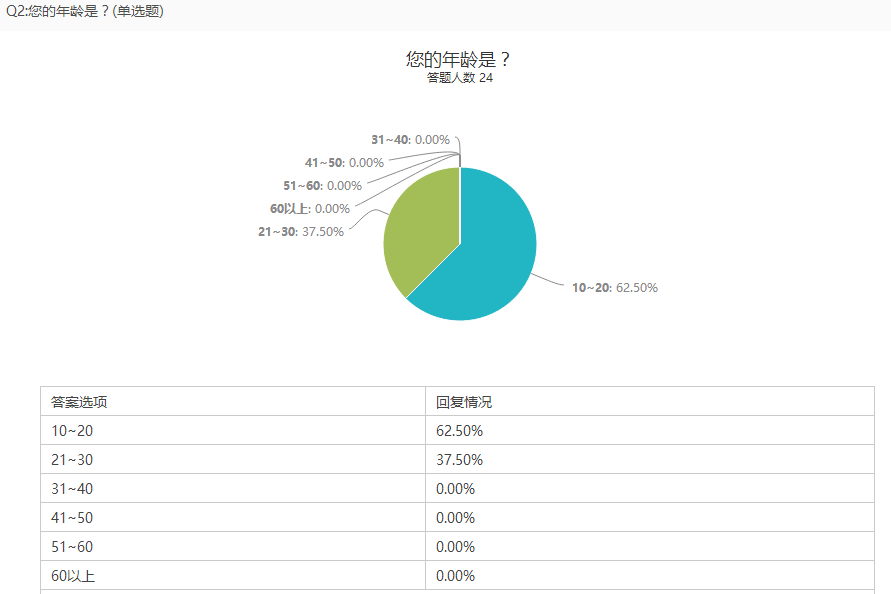 Q2:您的年龄是？(单选题)
您的年龄是？
答题人数 24
31~40: 0.00%
41~50: 0.00%
51~60: 0.00%
60以上: 0.00%
21~30: 37.50%
10~20: 62.50%
答案选项 回复情况
10~20 62.50%
21~30 37.50%
31~40 0.00%
41~50 0.00%
51~60 0.00%
60以上 0.00%